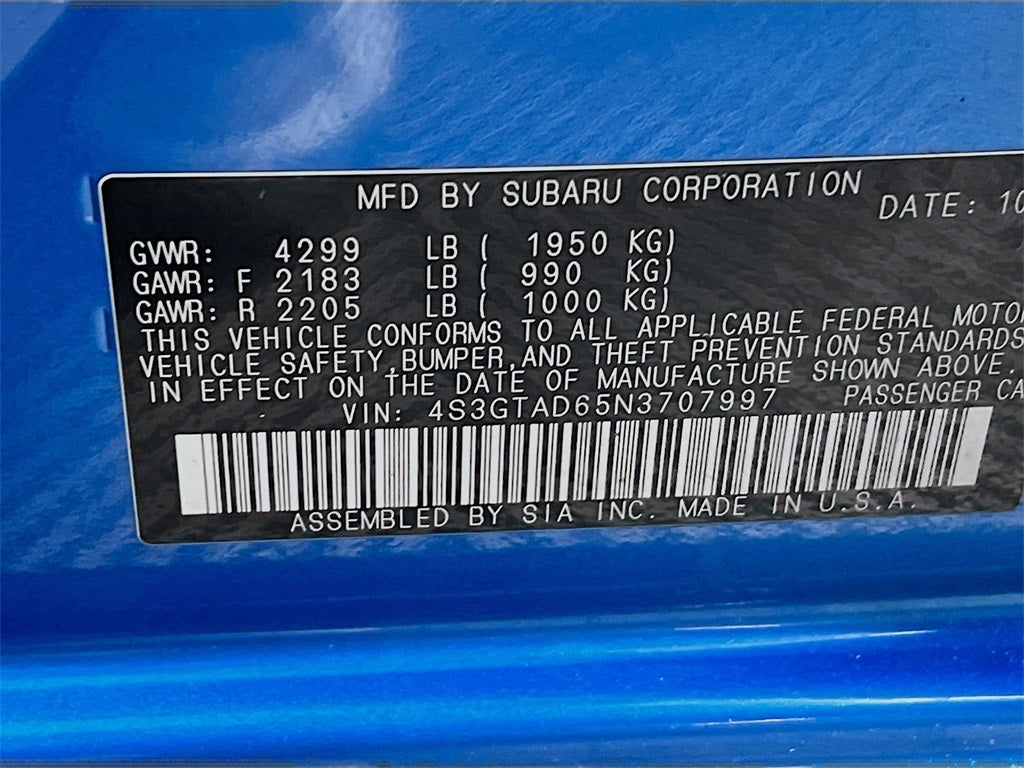 MFD BY SUBARU CORPORATION
DATE: 10
GVWR: 4299 LB ( 1950 KG)
GAWR: F 2183 LB ( 990 KG)
GAWR: R 2205 LB ( 1000 KG)
THIS VEHICLE CONFORMS TO ALL APPLICABLE FEDERAL MOTOR
VEHICLE SAFETY,BUMPER,AND THEFT PREVENTION STANDARDS
IN EFFECT ON THE DATE OF MANUFACTURE SHOWN ABOVE.
VIN: 4S3GTAD65N3707997 PASSENGER CA
ASSEMBLED BY SIA INC. MADE IN U.S.A.